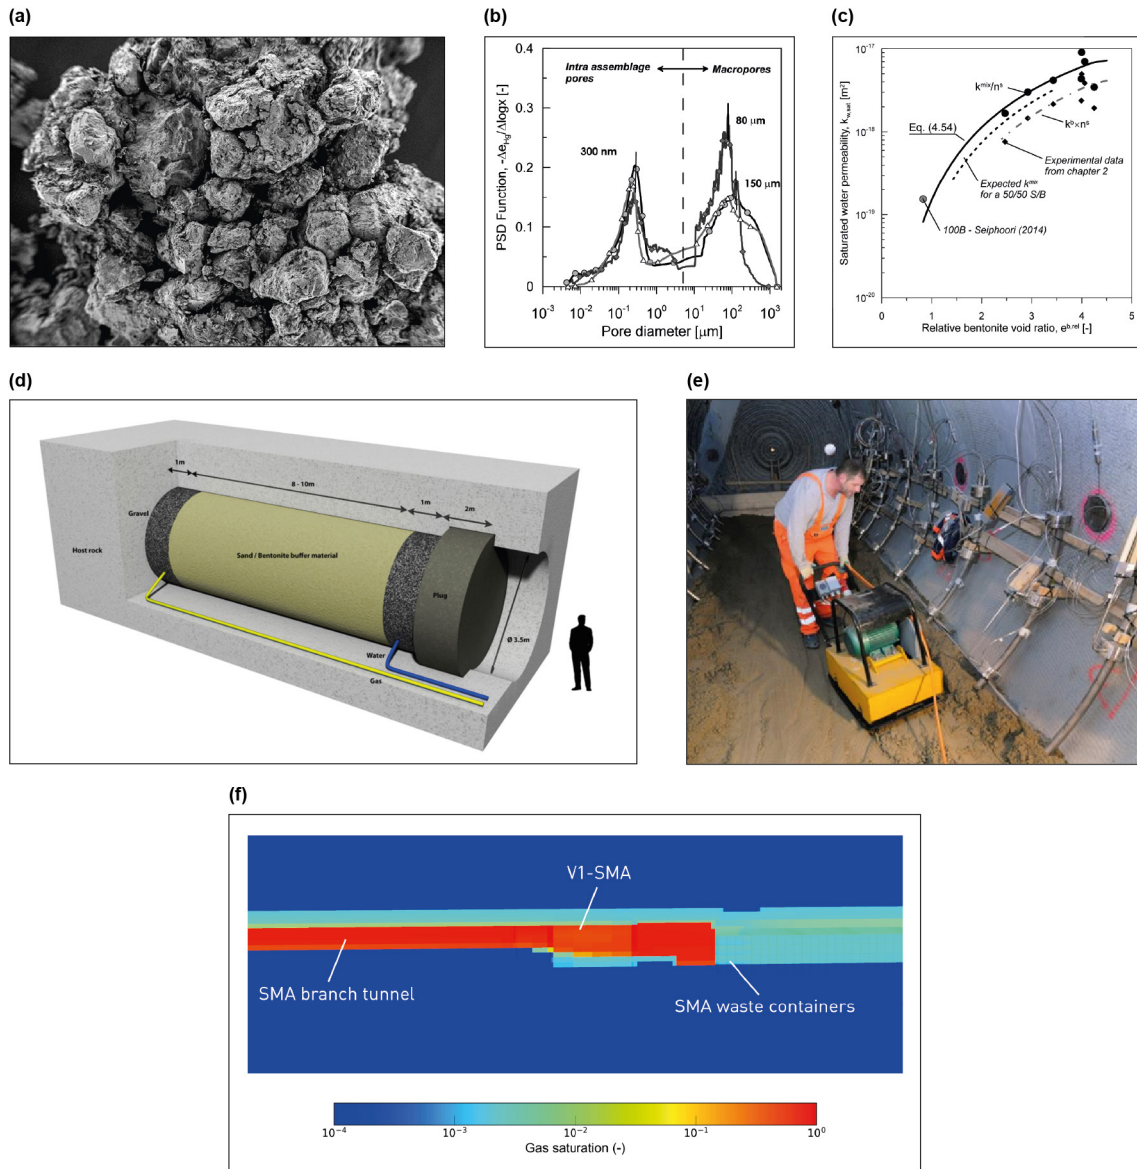 (a)
(b)
(c)
0.4
0.3
0.2
0.1
0
PSD Function, -Δe_Hg/Δlogx [-]
Intra assemblage
pores
Macropores
300 nm
80 μm
150 μm
10^-3 10^-2 10^-1 10^0 10^1 10^2 10^3
Pore diameter [μm]
10^-17
10^-18
10^-19
10^-20
Saturated water permeability, k_w,sat [m²]
k^mix/n^s
Eq. (4.54)
k^b×n^s
Experimental data
from chapter 2
Expected k^mix
for a 50/50 S/B
100B - Seiphoori (2014)
0 1 2 3 4 5
Relative bentonite void ratio, e^b,rel [-]
(d)
(e)
1m
8 - 10m
1m
2m
Gravel
Host rock
Sand / Bentonite buffer material
Plug
Ø 3.5m
Water
Gas
(f)
V1-SMA
SMA branch tunnel
SMA waste containers
10^-4 10^-3 10^-2 10^-1 10^0
Gas saturation (-)